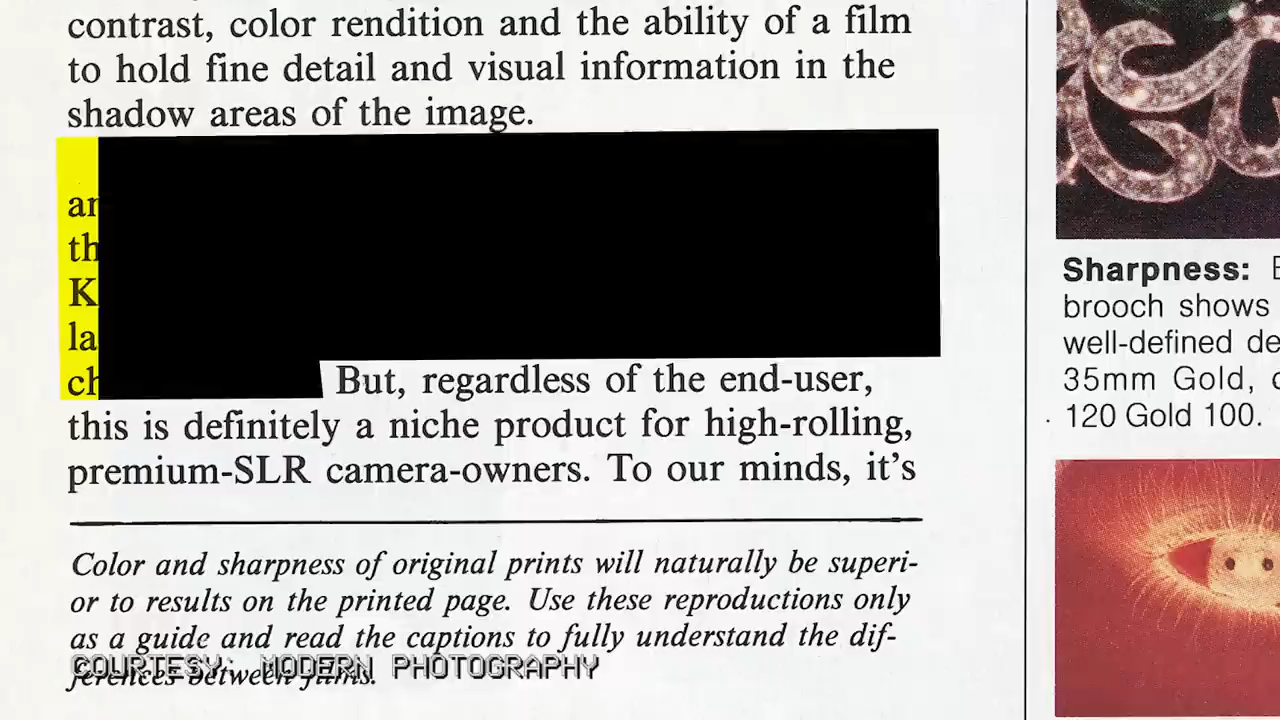 contrast, color rendition and the ability of a film
to hold fine detail and visual information in the
shadow areas of the image.
But, regardless of the end-user,
this is definitely a niche product for high-rolling,
premium-SLR camera-owners. To our minds, it's
Color and sharpness of original prints will naturally be superi-
or to results on the printed page. Use these reproductions only
as a guide and read the captions to fully understand the dif-
ferences between films.
COURTESY: MODERN PHOTOGRAPHY
Sharpness:
brooch shows
well-defined
35mm Gold,
120 Gold 100.